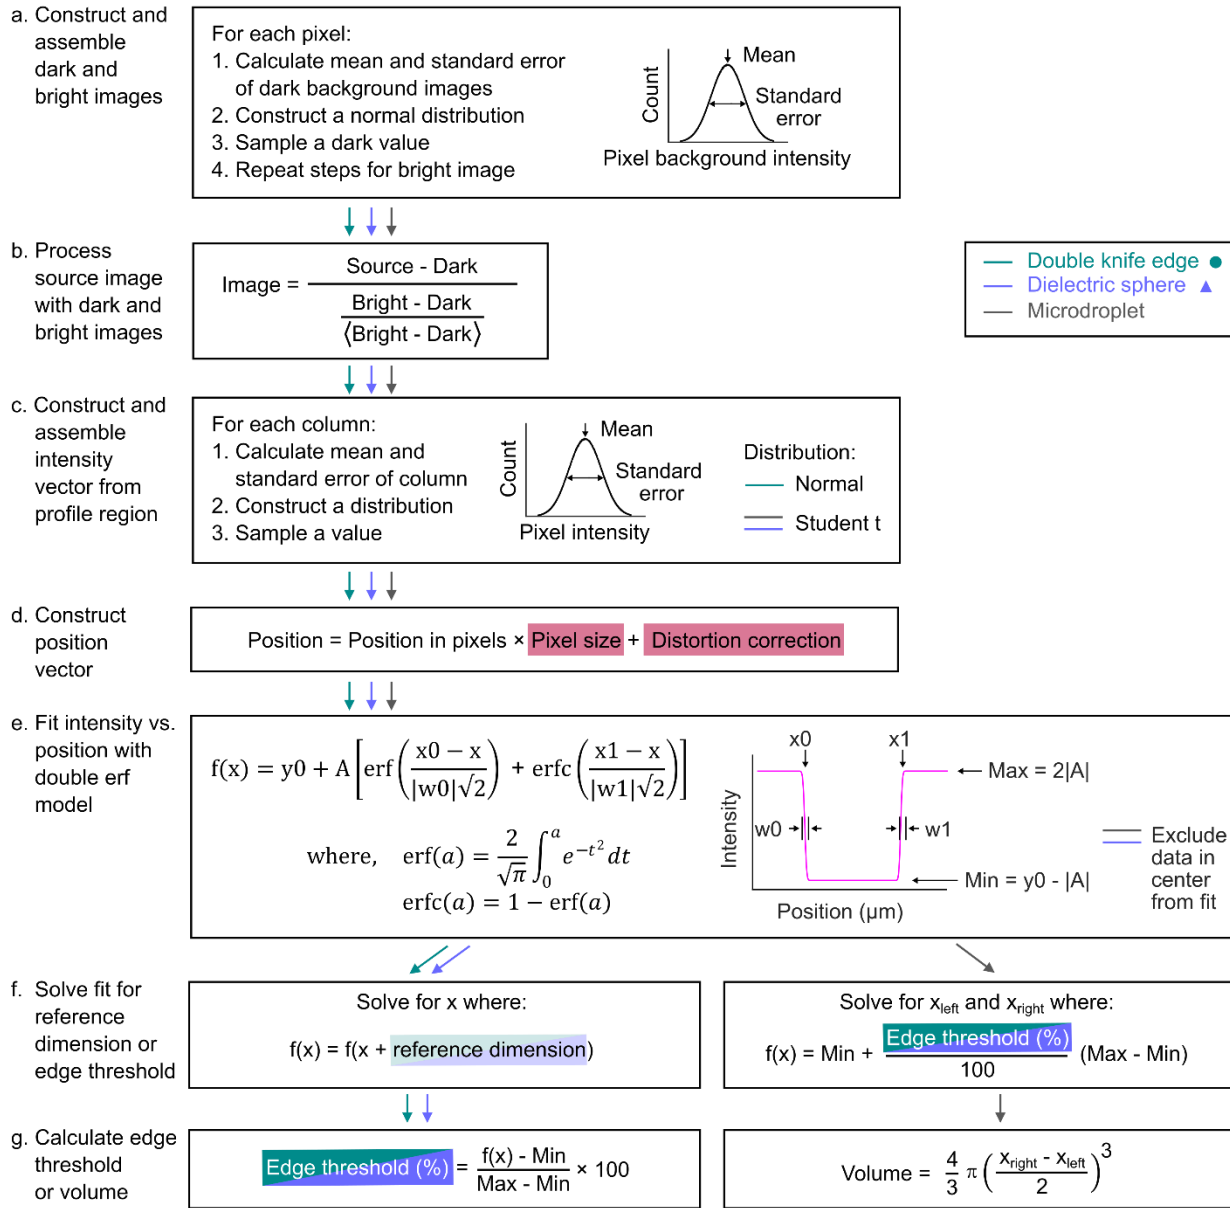 a. Construct and
assemble
dark and
bright images
For each pixel:
1. Calculate mean and standard error
of dark background images
2. Construct a normal distribution
3. Sample a dark value
4. Repeat steps for bright image
Count
Mean
Standard
error
Pixel background intensity
b. Process
source image
with dark and
bright images
Image =
Source - Dark
Bright - Dark
⟨Bright - Dark⟩
Double knife edge
Dielectric sphere
Microdroplet
c. Construct and
assemble
intensity
vector from
profile region
For each column:
1. Calculate mean and
standard error of column
2. Construct a distribution
3. Sample a value
Count
Mean
Standard
error
Pixel intensity
Distribution:
Normal
Student t
d. Construct
position
vector
Position = Position in pixels × Pixel size + Distortion correction
e. Fit intensity vs.
position with
double erf
model
f(x) = y0 + A [erf((x0 − x)/(|w0|√2)) + erfc((x1 − x)/(|w1|√2))]
where, erf(a) = 2/√π ∫₀ᵃ e^(−t²) dt
erfc(a) = 1 − erf(a)
x0
x1
Max = 2|A|
Intensity
w0
w1
Min = y0 - |A|
Position (μm)
Exclude
data in
center
from fit
f. Solve fit for
reference
dimension or
edge threshold
Solve for x where:
f(x) = f(x + reference dimension)
Solve for x_left and x_right where:
f(x) = Min + Edge threshold (%)/100 (Max - Min)
g. Calculate edge
threshold
or volume
Edge threshold (%) = (f(x) - Min)/(Max - Min) × 100
Volume = 4/3 π ((x_right - x_left)/2)^3